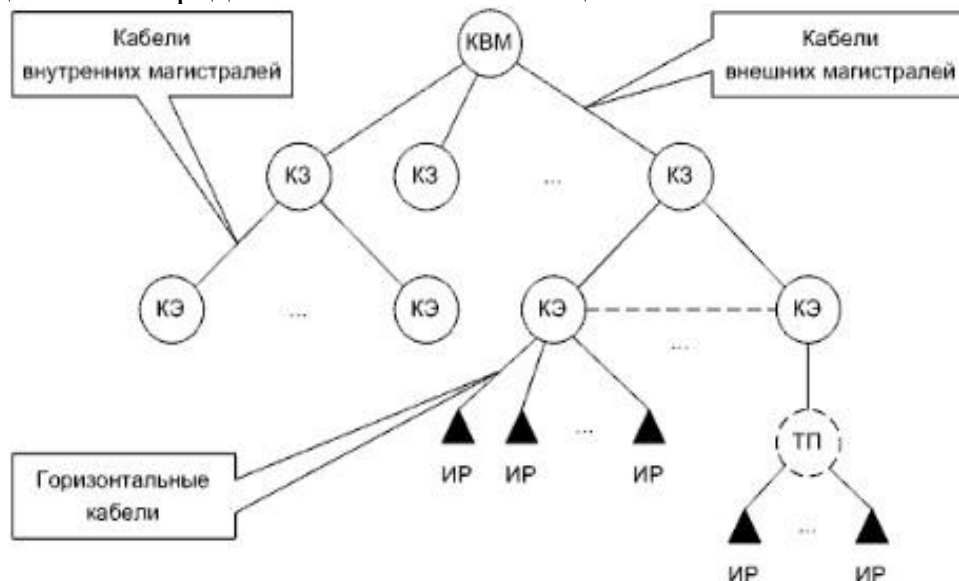 Кабели
внутренних магистралей
КВМ
Кабели
внешних магистралей
КЗ
КЗ
...
КЗ
КЭ
...
КЭ
КЭ
КЭ
...
...
ТП
ИР
ИР
ИР
Горизонтальные
кабели
...
ИР
ИР